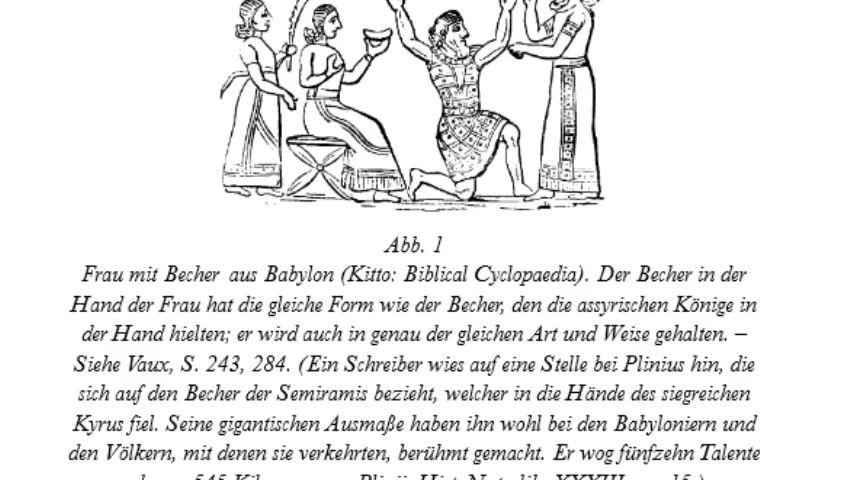 Abb. 1
Frau mit Becher aus Babylon (Kitto: Biblical Cyclopaedia). Der Becher in der
Hand der Frau hat die gleiche Form wie der Becher, den die assyrischen Könige in
der Hand hielten; er wird auch in genau der gleichen Art und Weise gehalten. –
Siehe Vaux, S. 243, 284. (Ein Schreiber wies auf eine Stelle bei Plinius hin, die
sich auf den Becher der Semiramis bezieht, welcher in die Hände des siegreichen
Kyrus fiel. Seine gigantischen Ausmaße haben ihn wohl bei den Babyloniern und
den Völkern, mit denen sie verkehrten, berühmt gemacht. Er wog fünfzehn Talente